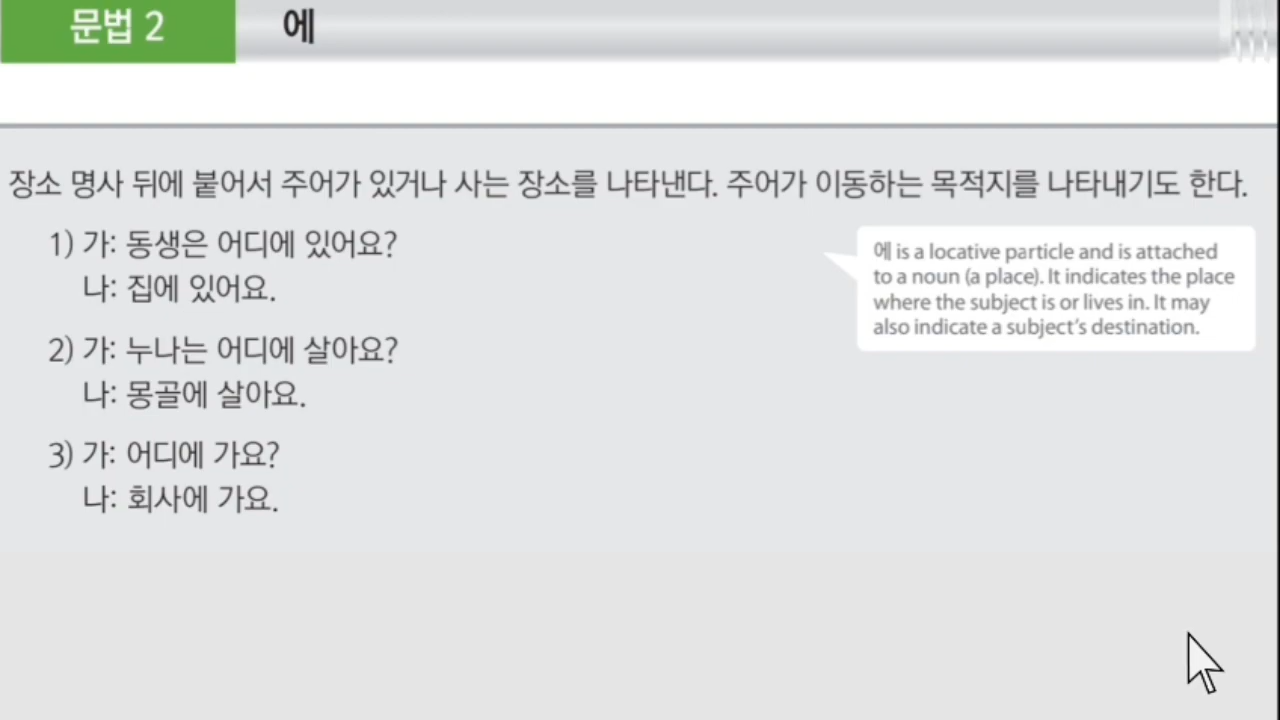 문법 2
에
장소 명사 뒤에 붙어서 주어가 있거나 사는 장소를 나타낸다. 주어가 이동하는 목적지를 나타내기도 한다.
1) 가: 동생은 어디에 있어요?
나: 집에 있어요.
2) 가: 누나는 어디에 살아요?
나: 몽골에 살아요.
3) 가: 어디에 가요?
나: 회사에 가요.
에 is a locative particle and is attached
to a noun (a place). It indicates the place
where the subject is or lives in. It may
also indicate a subject's destination.